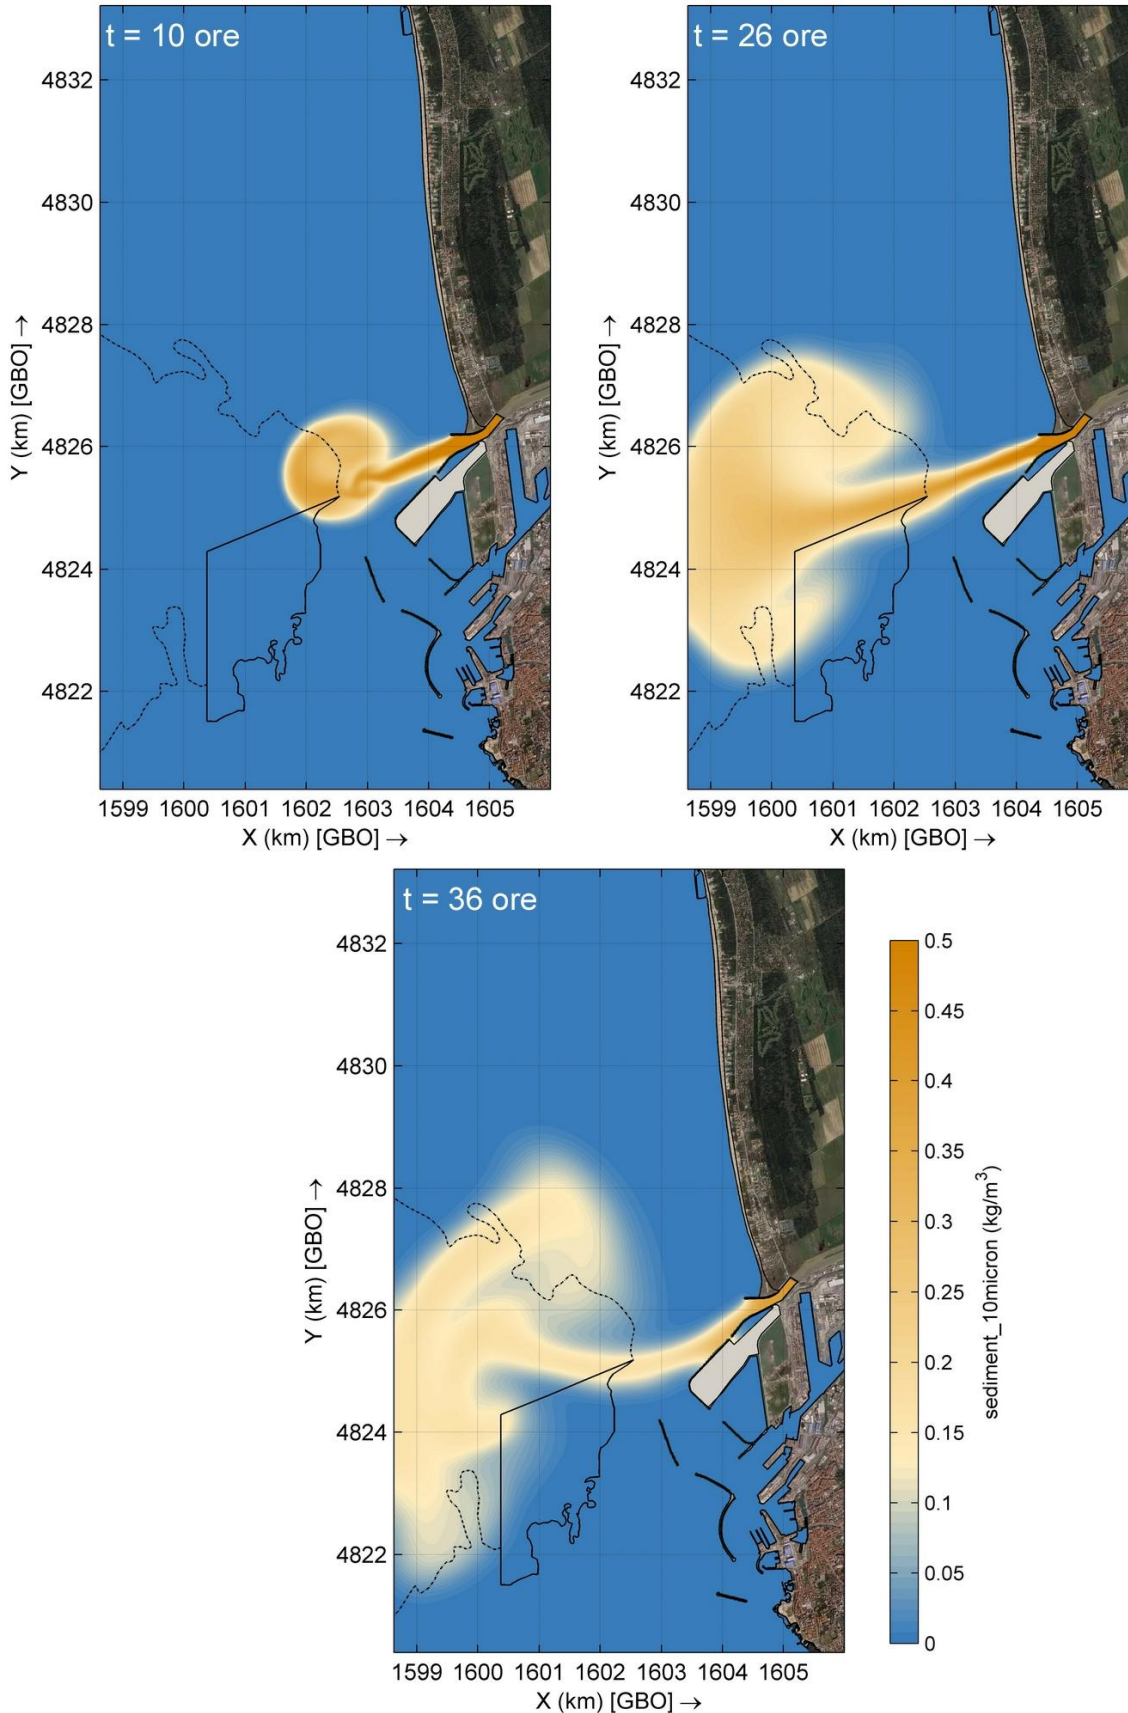 t = 10 ore
4832
4830
4828
4826
4824
4822
Y (km) [GBO] →
1599 1600 1601 1602 1603 1604 1605
X (km) [GBO] →
t = 26 ore
4832
4830
4828
4826
4824
4822
Y (km) [GBO] →
1599 1600 1601 1602 1603 1604 1605
X (km) [GBO] →
t = 36 ore
4832
4830
4828
4826
4824
4822
Y (km) [GBO] →
1599 1600 1601 1602 1603 1604 1605
X (km) [GBO] →
0.5
0.45
0.4
0.35
0.3
0.25
0.2
0.15
0.1
0.05
0
sediment_10micron (kg/m³)